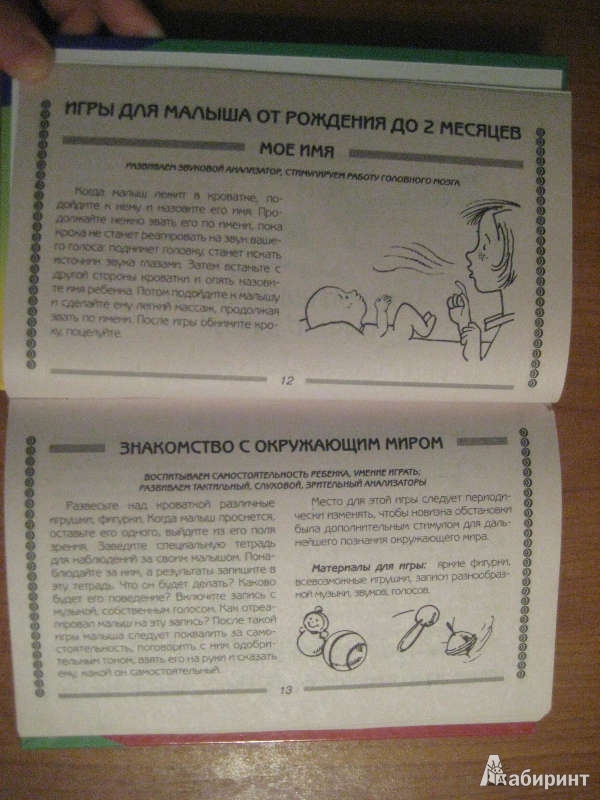 ИГРЫ ДЛЯ МАЛЫША ОТ РОЖДЕНИЯ ДО 2 МЕСЯЦЕВ
МОЕ ИМЯ
РАЗВИВАЕМ ЗВУКОВОЙ АНАЛИЗАТОР, СТИМУЛИРУЕМ РАБОТУ ГОЛОВНОГО МОЗГА
Когда малыш лежит в кроватке, по-
дойдите к нему и назовите его имя. Про-
должайте нежно звать его по имени, пока
кроха не станет реагировать на звук ваше-
го голоса: поднимет головку, станет искать
источник звука глазами. Затем встаньте с
другой стороны кроватки и опять назови-
те имя ребенка. Потом подойдите к малышу
и сделайте ему легкий массаж, продолжая
звать по имени. После игры обнимите кро-
ху, поцелуйте.
12
ЗНАКОМСТВО С ОКРУЖАЮЩИМ МИРОМ
ВОСПИТЫВАЕМ САМОСТОЯТЕЛЬНОСТЬ РЕБЕНКА, УМЕНИЕ ИГРАТЬ;
РАЗВИВАЕМ ТАКТИЛЬНЫЙ, СЛУХОВОЙ, ЗРИТЕЛЬНЫЙ АНАЛИЗАТОРЫ
Развесьте над кроваткой различные
игрушки, фигурки. Когда малыш проснется,
оставьте его одного, выйдите из его поля
зрения. Заведите специальную тетрадь
для наблюдений за своим малышом. Пона-
блюдайте за ним, а результаты запишите в
эту тетрадь. Что он будет делать? Каково
будет его поведение? Включите запись с
музыкой, собственным голосом. Как отреа-
гировал малыш на эту запись? После такой
игры малыша следует похвалить за само-
стоятельность, поговорить с ним одобри-
тельным тоном, взять его на руки и сказать
ему, какой он самостоятельный.
Место для этой игры следует периоди-
чески изменять, чтобы новизна обстановки
была дополнительным стимулом для даль-
нейшего познания окружающего мира.
Материалы для игры: яркие фигурки,
всевозможные игрушки, записи разнообраз-
ной музыки, звуков, голосов.
13
Лабиринт